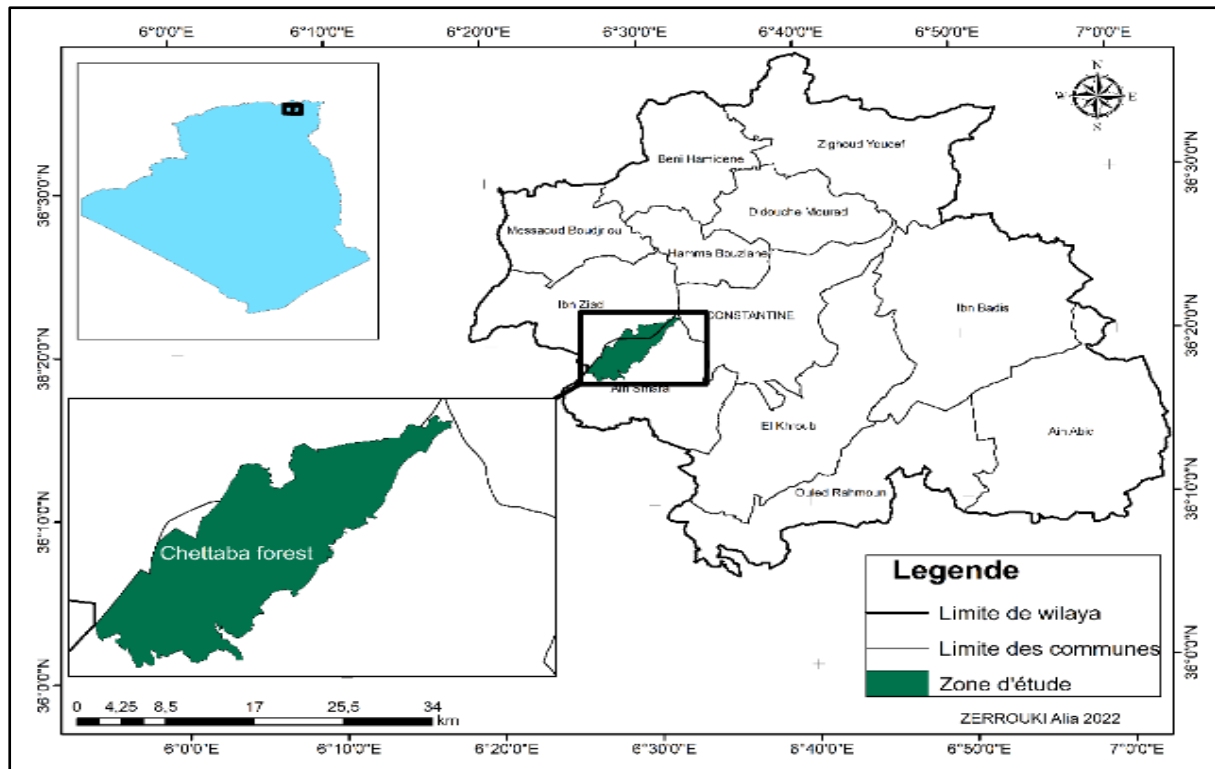 6°0'0"E 6°10'0"E 6°20'0"E 6°30'0"E 6°40'0"E 6°50'0"E 7°0'0"E
N
W E
S
Zighoud Youcef
Beni Hamicene
36°30'0"N
36°30'0"N
Didouche Mourad
Messaoud Boudjriou
Hamma Bouziane
Ibn Ziad
CONSTANTINE
Ibn Badis
36°20'0"N
36°20'0"N
Ain Smara
El Khroub
Ain Abid
Ouled Rahmoun
36°10'0"N
36°10'0"N
Chettaba forest
Legende
Limite de wilaya
Limite des communes
Zone d'étude
36°0'0"N
36°0'0"N
0 4,25 8,5 17 25,5 34
km
ZERROUKI Alia 2022
6°0'0"E 6°10'0"E 6°20'0"E 6°30'0"E 6°40'0"E 6°50'0"E 7°0'0"E